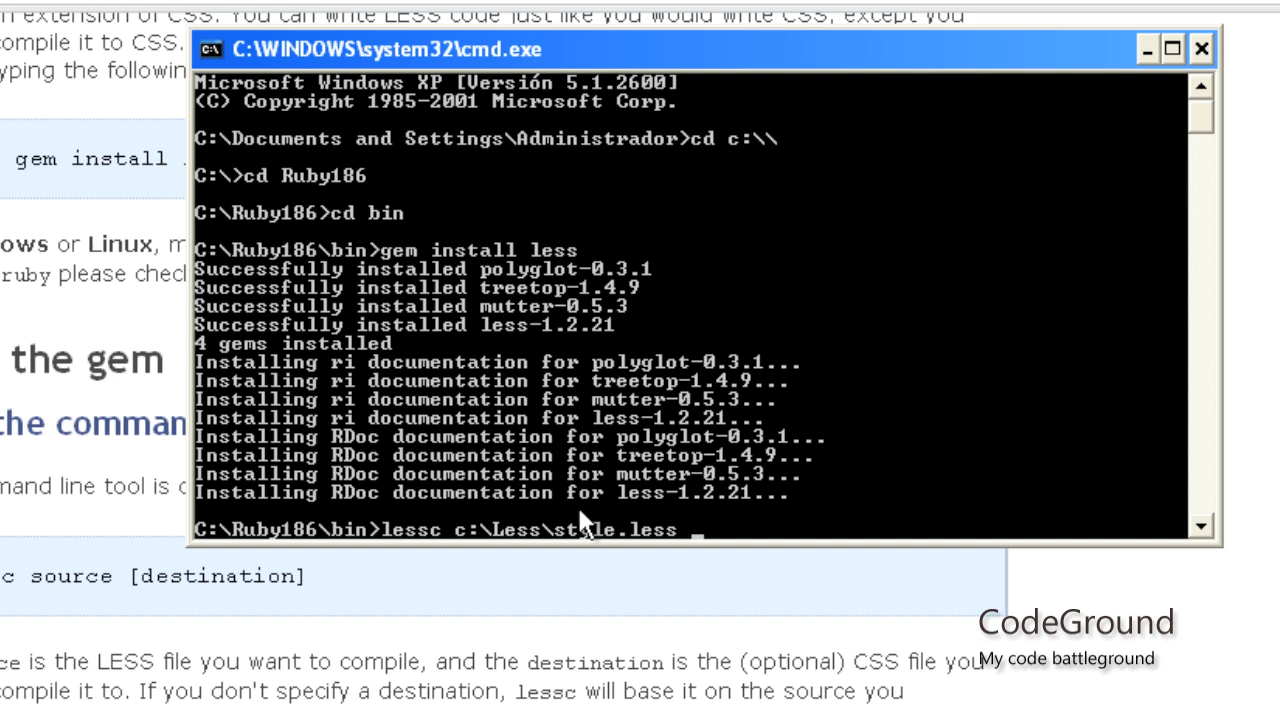 n extension of CSS. You can write LESS code just like you would write CSS, except you
compile it to CSS.
yping the followin
gem install
ows or Linux, m
ruby please chec
the gem
the comman
mand line tool is c
C:\WINDOWS\system32\cmd.exe
Microsoft Windows XP [Versión 5.1.2600]
(C) Copyright 1985-2001 Microsoft Corp.
C:\Documents and Settings\Administrador>cd c:\\
C:\>cd Ruby186
C:\Ruby186>cd bin
C:\Ruby186\bin>gem install less
Successfully installed polyglot-0.3.1
Successfully installed treetop-1.4.9
Successfully installed mutter-0.5.3
Successfully installed less-1.2.21
4 gems installed
Installing ri documentation for polyglot-0.3.1...
Installing ri documentation for treetop-1.4.9...
Installing ri documentation for mutter-0.5.3...
Installing ri documentation for less-1.2.21...
Installing RDoc documentation for polyglot-0.3.1...
Installing RDoc documentation for treetop-1.4.9...
Installing RDoc documentation for mutter-0.5.3...
Installing RDoc documentation for less-1.2.21...
C:\Ruby186\bin>lessc c:\Less\style.less _
c source [destination]
CodeGround
My code battleground
ce is the LESS file you want to compile, and the destination is the (optional) CSS file you
compile it to. If you don't specify a destination, lessc will base it on the source you